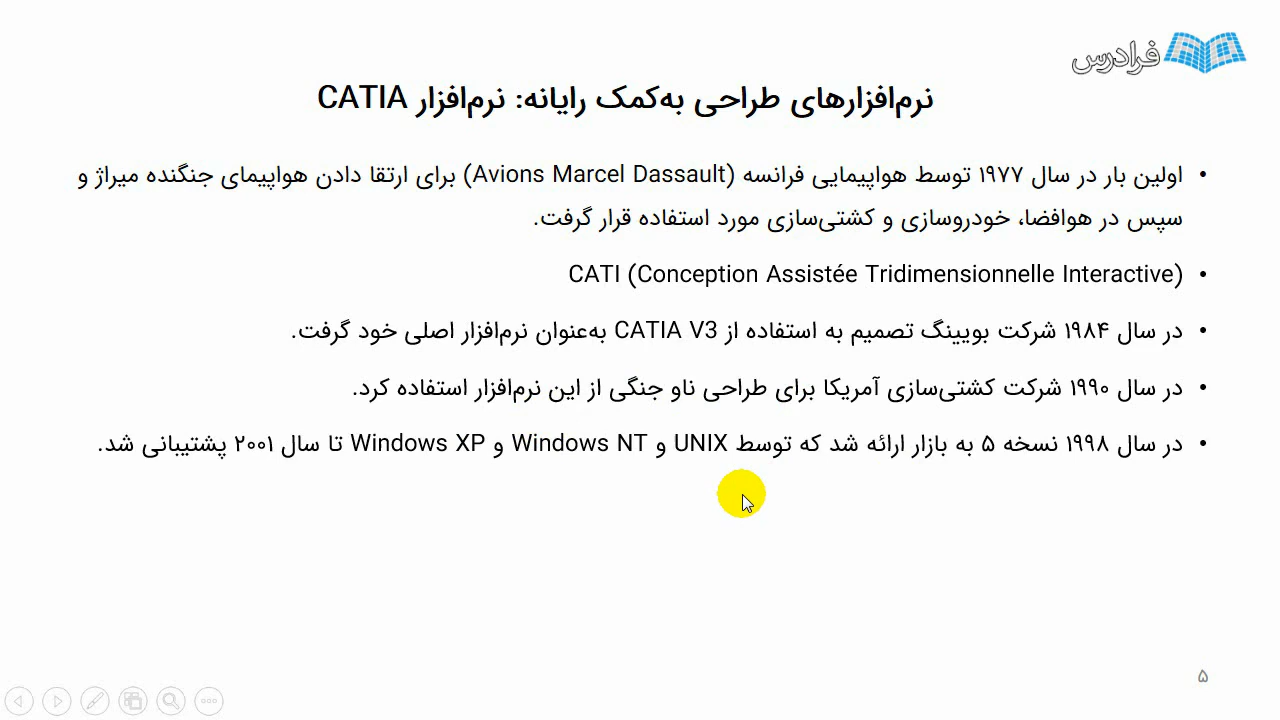 فرادرس
نرم‌افزارهای طراحی به‌کمک رایانه: نرم‌افزار CATIA
• اولین بار در سال ۱۹۷۷ توسط هواپیمایی فرانسه (Avions Marcel Dassault) برای ارتقا دادن هواپیمای جنگنده میراژ و
سپس در هوافضا، خودروسازی و کشتی‌سازی مورد استفاده قرار گرفت.
• CATI (Conception Assistée Tridimensionnelle Interactive)
• در سال ۱۹۸۴ شرکت بویینگ تصمیم به استفاده از CATIA V3 به‌عنوان نرم‌افزار اصلی خود گرفت.
• در سال ۱۹۹۰ شرکت کشتی‌سازی آمریکا برای طراحی ناو جنگی از این نرم‌افزار استفاده کرد.
• در سال ۱۹۹۸ نسخه ۵ به بازار ارائه شد که توسط UNIX و Windows NT و Windows XP تا سال ۲۰۰۱ پشتیبانی شد.
۵